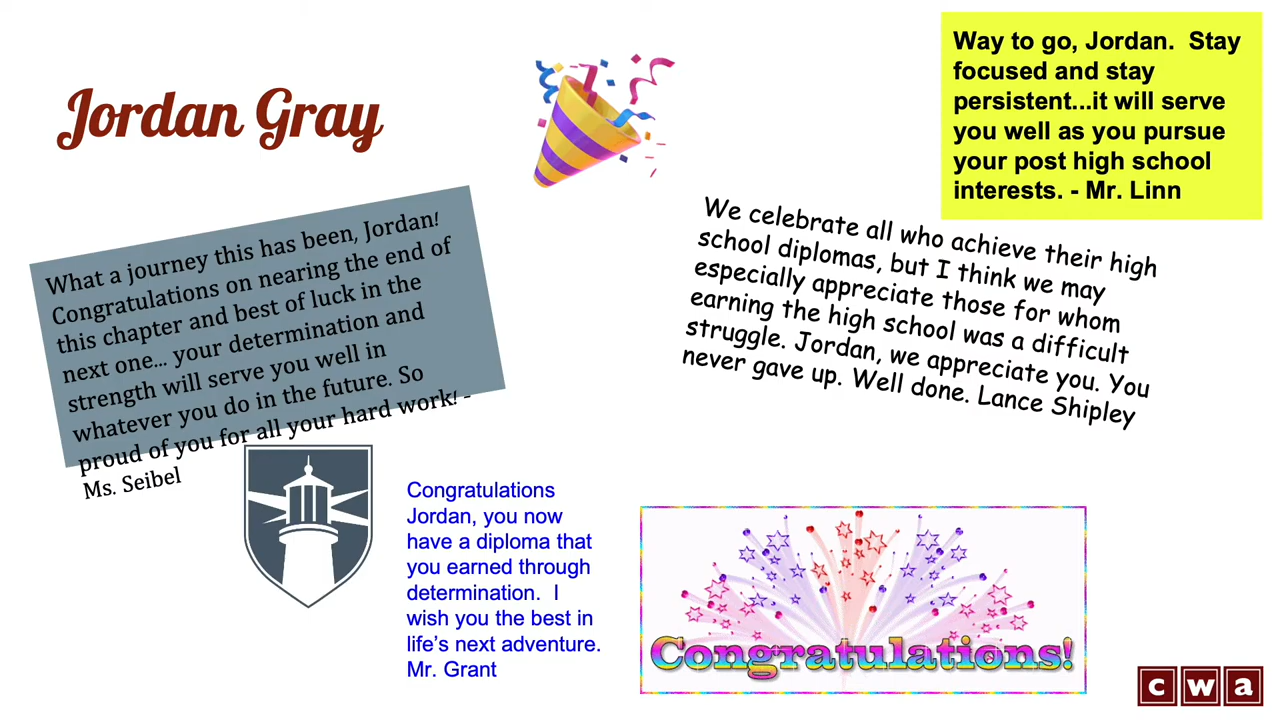 Jordan Gray
Way to go, Jordan.  Stay
focused and stay
persistent...it will serve
you well as you pursue
your post high school
interests. - Mr. Linn
What a journey this has been, Jordan!
Congratulations on nearing the end of
this chapter and best of luck in the
next one... your determination and
strength will serve you well in
whatever you do in the future. So
proud of you for all your hard work! -
Ms. Seibel
We celebrate all who achieve their high
school diplomas, but I think we may
especially appreciate those for whom
earning the high school was a difficult
struggle. Jordan, we appreciate you. You
never gave up. Well done. Lance Shipley
Congratulations
Jordan, you now
have a diploma that
you earned through
determination.  I
wish you the best in
life's next adventure.
Mr. Grant
Congratulations!
cwa